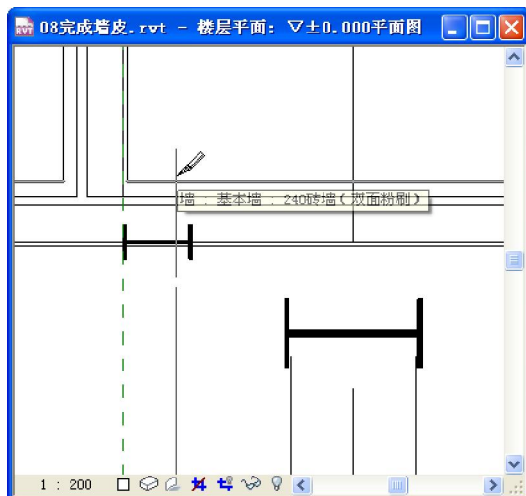 08完成墙皮.rvt - 楼层平面: ▽±0.000平面图
墙 : 基本墙 : 240砖墙(双面粉刷)
1 : 200